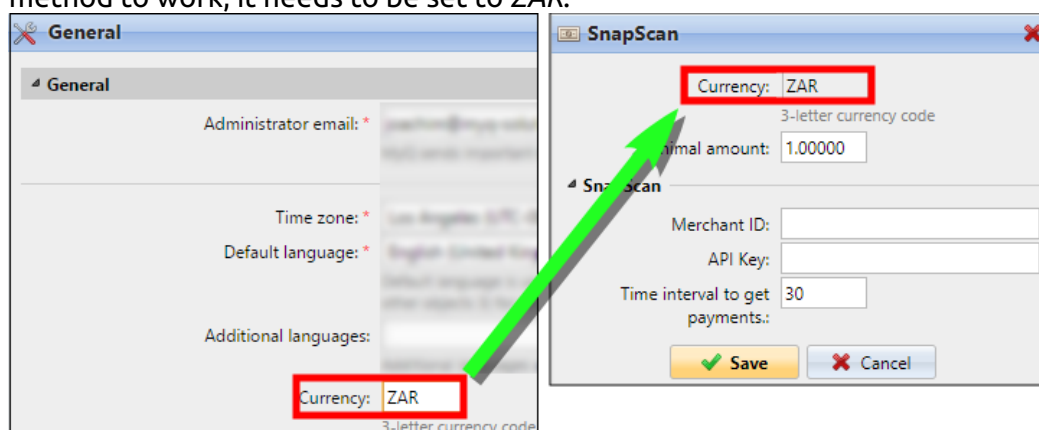 method to work, it needs to be set to ZAR.
General
General
Administrator email: *
Time zone: *
Default language: *
Additional languages:
Currency: ZAR
3-letter currency code
SnapScan
Currency: ZAR
3-letter currency code
amount: 1.00000
SnapScan
Merchant ID:
API Key:
Time interval to get 30
payments.:
Save Cancel